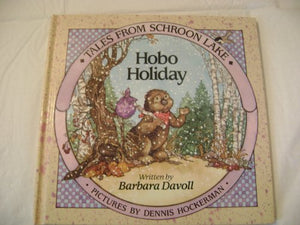 TALES FROM SCHROON LAKE
Hobo
Holiday
Written by
Barbara Davoll
PICTURES BY DENNIS HOCKERMAN